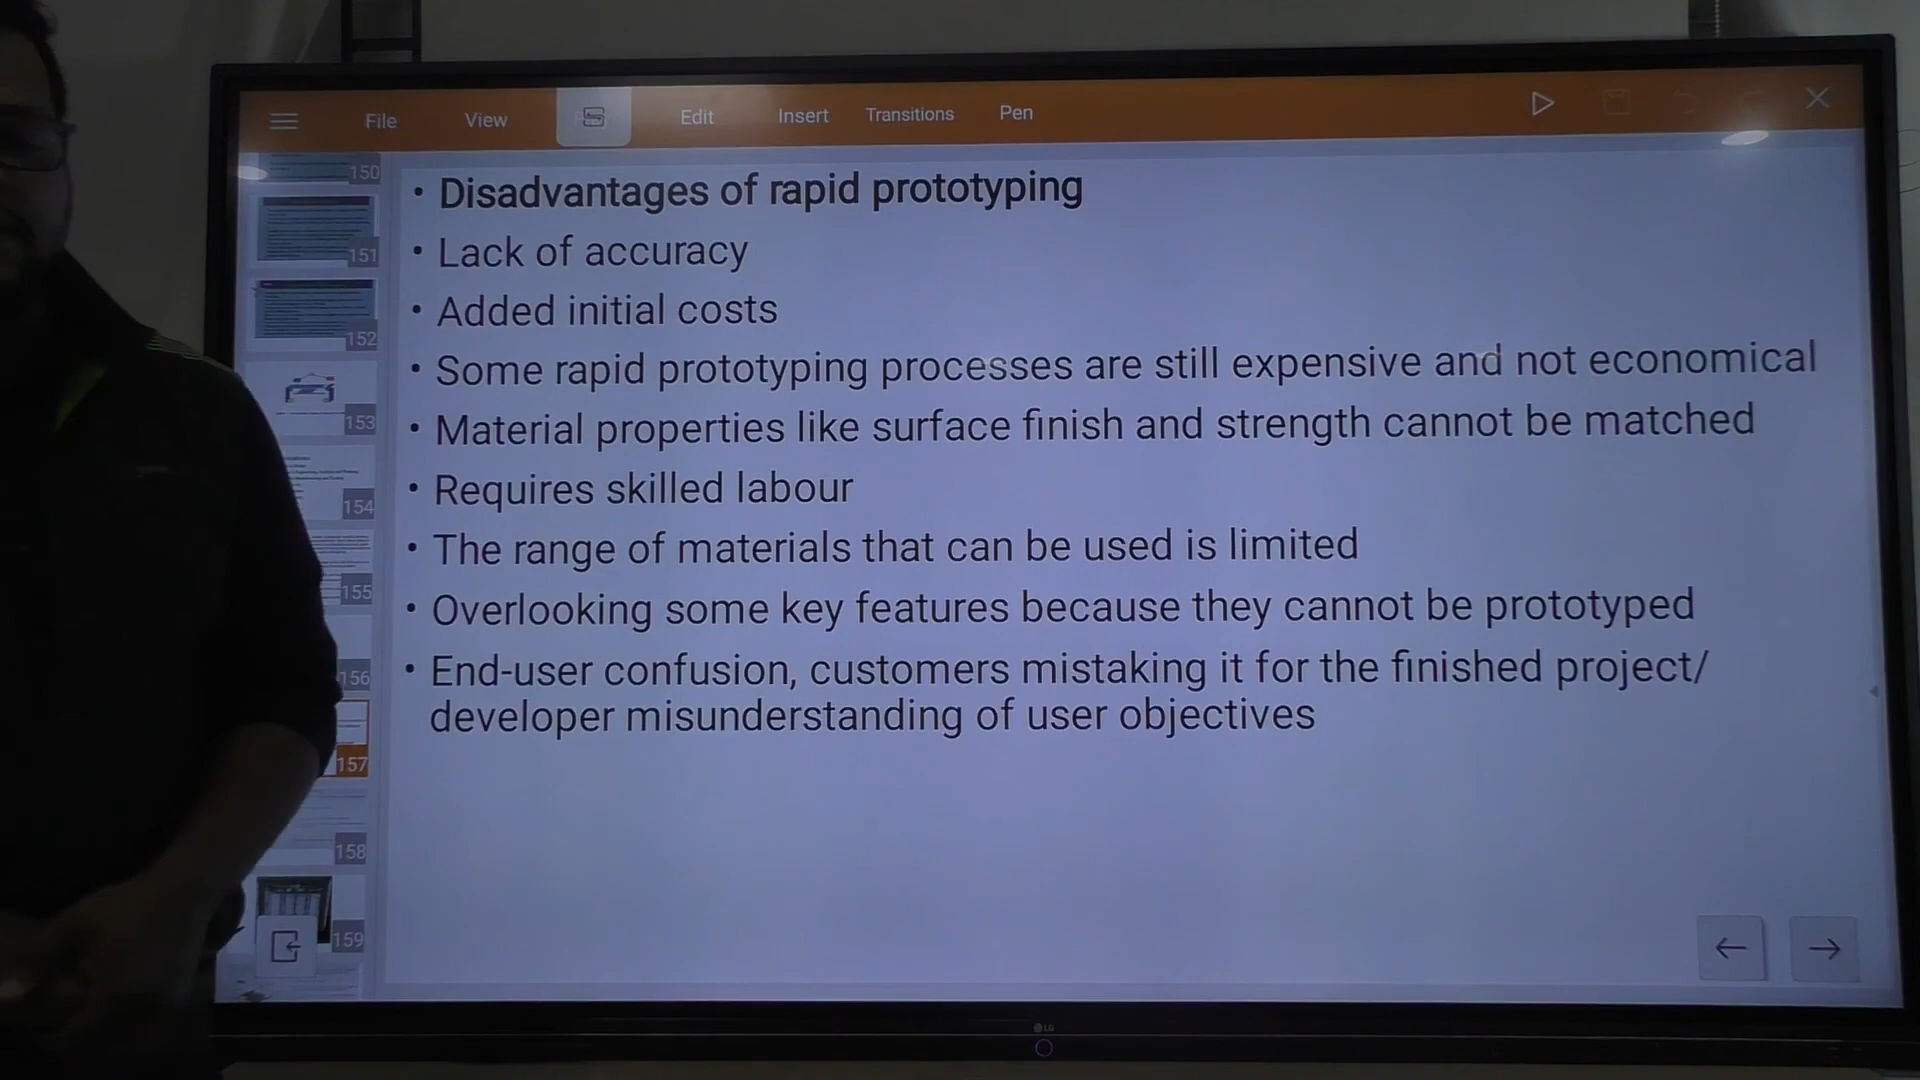 File View Edit Insert Transitions Pen
150
151
152
153
154
155
156
157
158
159
• Disadvantages of rapid prototyping
• Lack of accuracy
• Added initial costs
• Some rapid prototyping processes are still expensive and not economical
• Material properties like surface finish and strength cannot be matched
• Requires skilled labour
• The range of materials that can be used is limited
• Overlooking some key features because they cannot be prototyped
• End-user confusion, customers mistaking it for the finished project/
developer misunderstanding of user objectives
LG